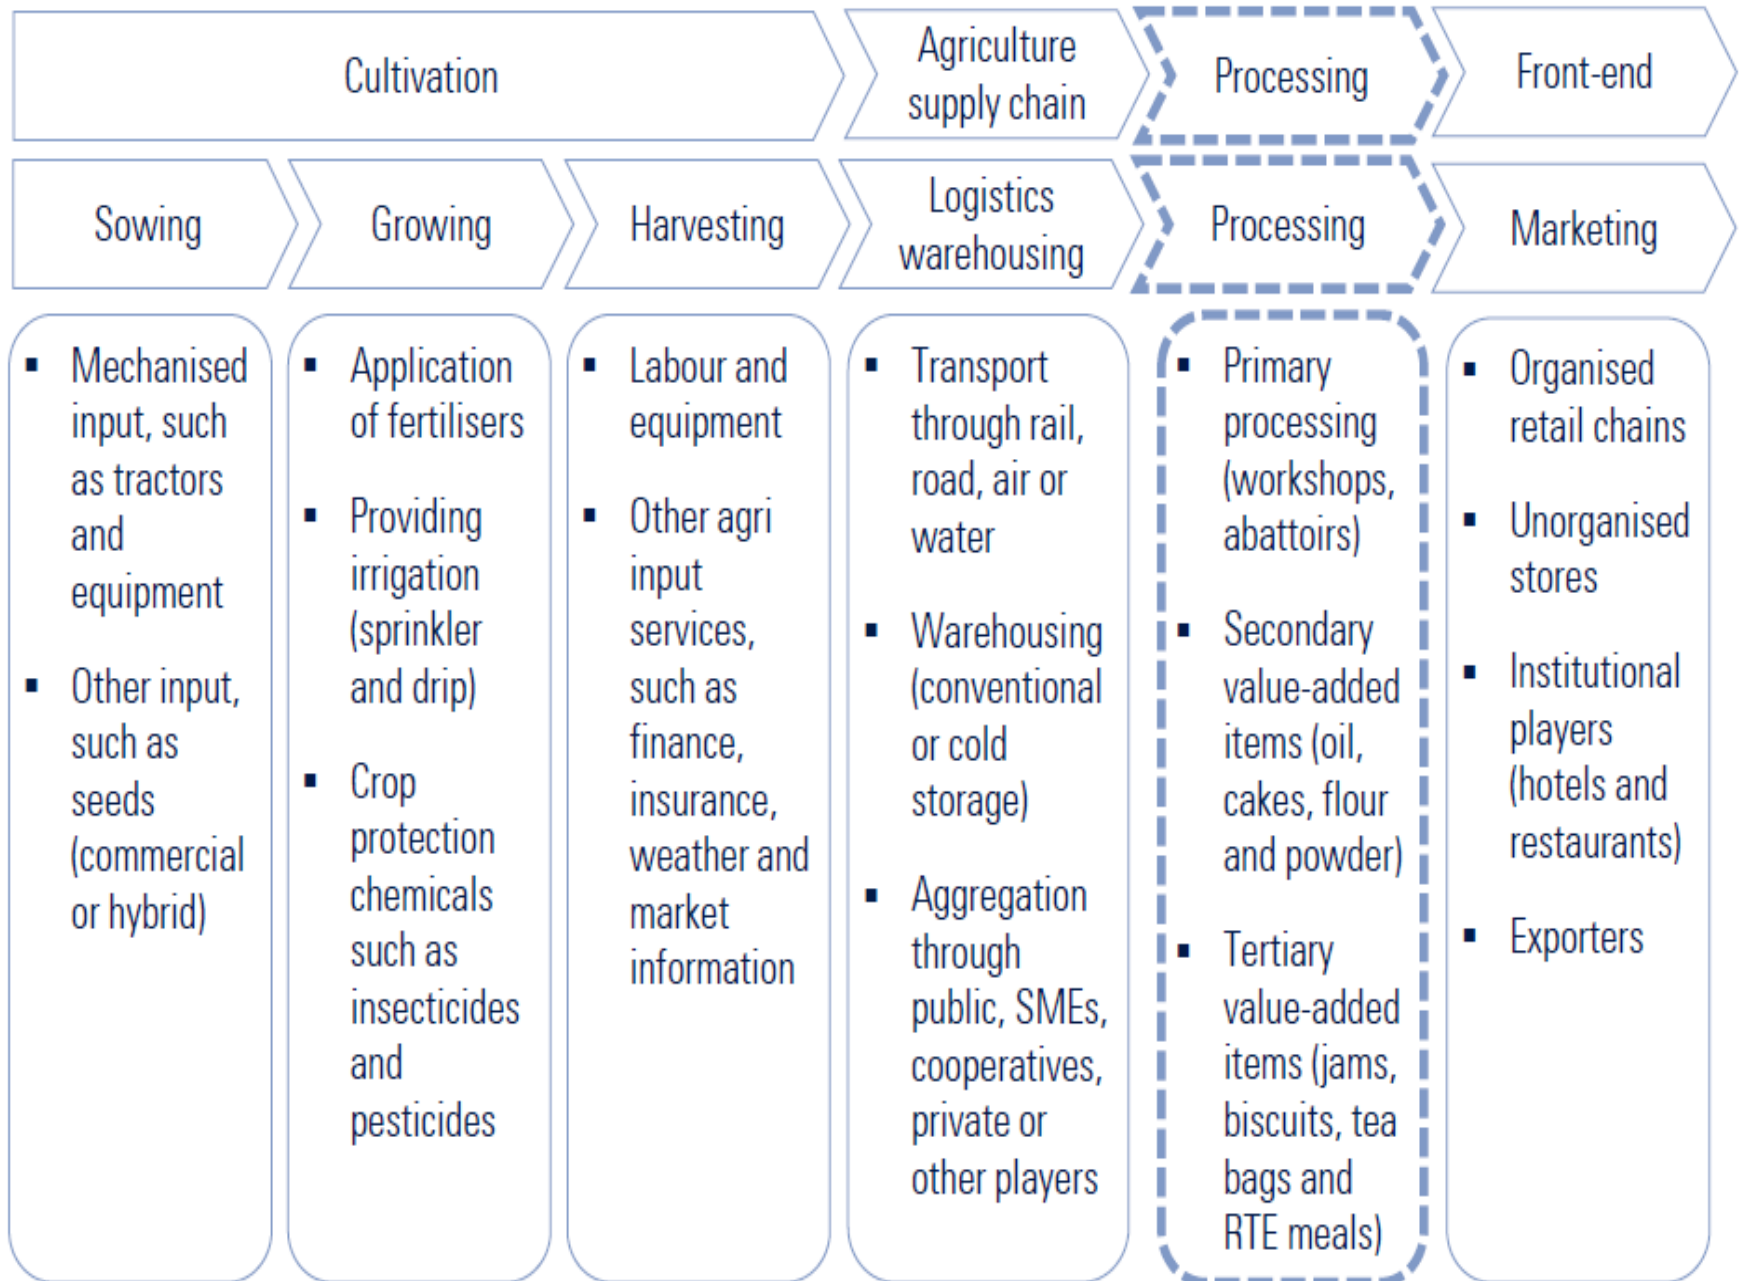 Cultivation
Agriculture
supply chain
Processing
Front-end
Sowing
Growing
Harvesting
Logistics
warehousing
Processing
Marketing
▪ Mechanised
input, such
as tractors
and
equipment
▪ Other input,
such as
seeds
(commercial
or hybrid)
▪ Application
of fertilisers
▪ Providing
irrigation
(sprinkler
and drip)
▪ Crop
protection
chemicals
such as
insecticides
and
pesticides
▪ Labour and
equipment
▪ Other agri
input
services,
such as
finance,
insurance,
weather and
market
information
▪ Transport
through rail,
road, air or
water
▪ Warehousing
(conventional
or cold
storage)
▪ Aggregation
through
public, SMEs,
cooperatives,
private or
other players
▪ Primary
processing
(workshops,
abattoirs)
▪ Secondary
value-added
items (oil,
cakes, flour
and powder)
▪ Tertiary
value-added
items (jams,
biscuits, tea
bags and
RTE meals)
▪ Organised
retail chains
▪ Unorganised
stores
▪ Institutional
players
(hotels and
restaurants)
▪ Exporters